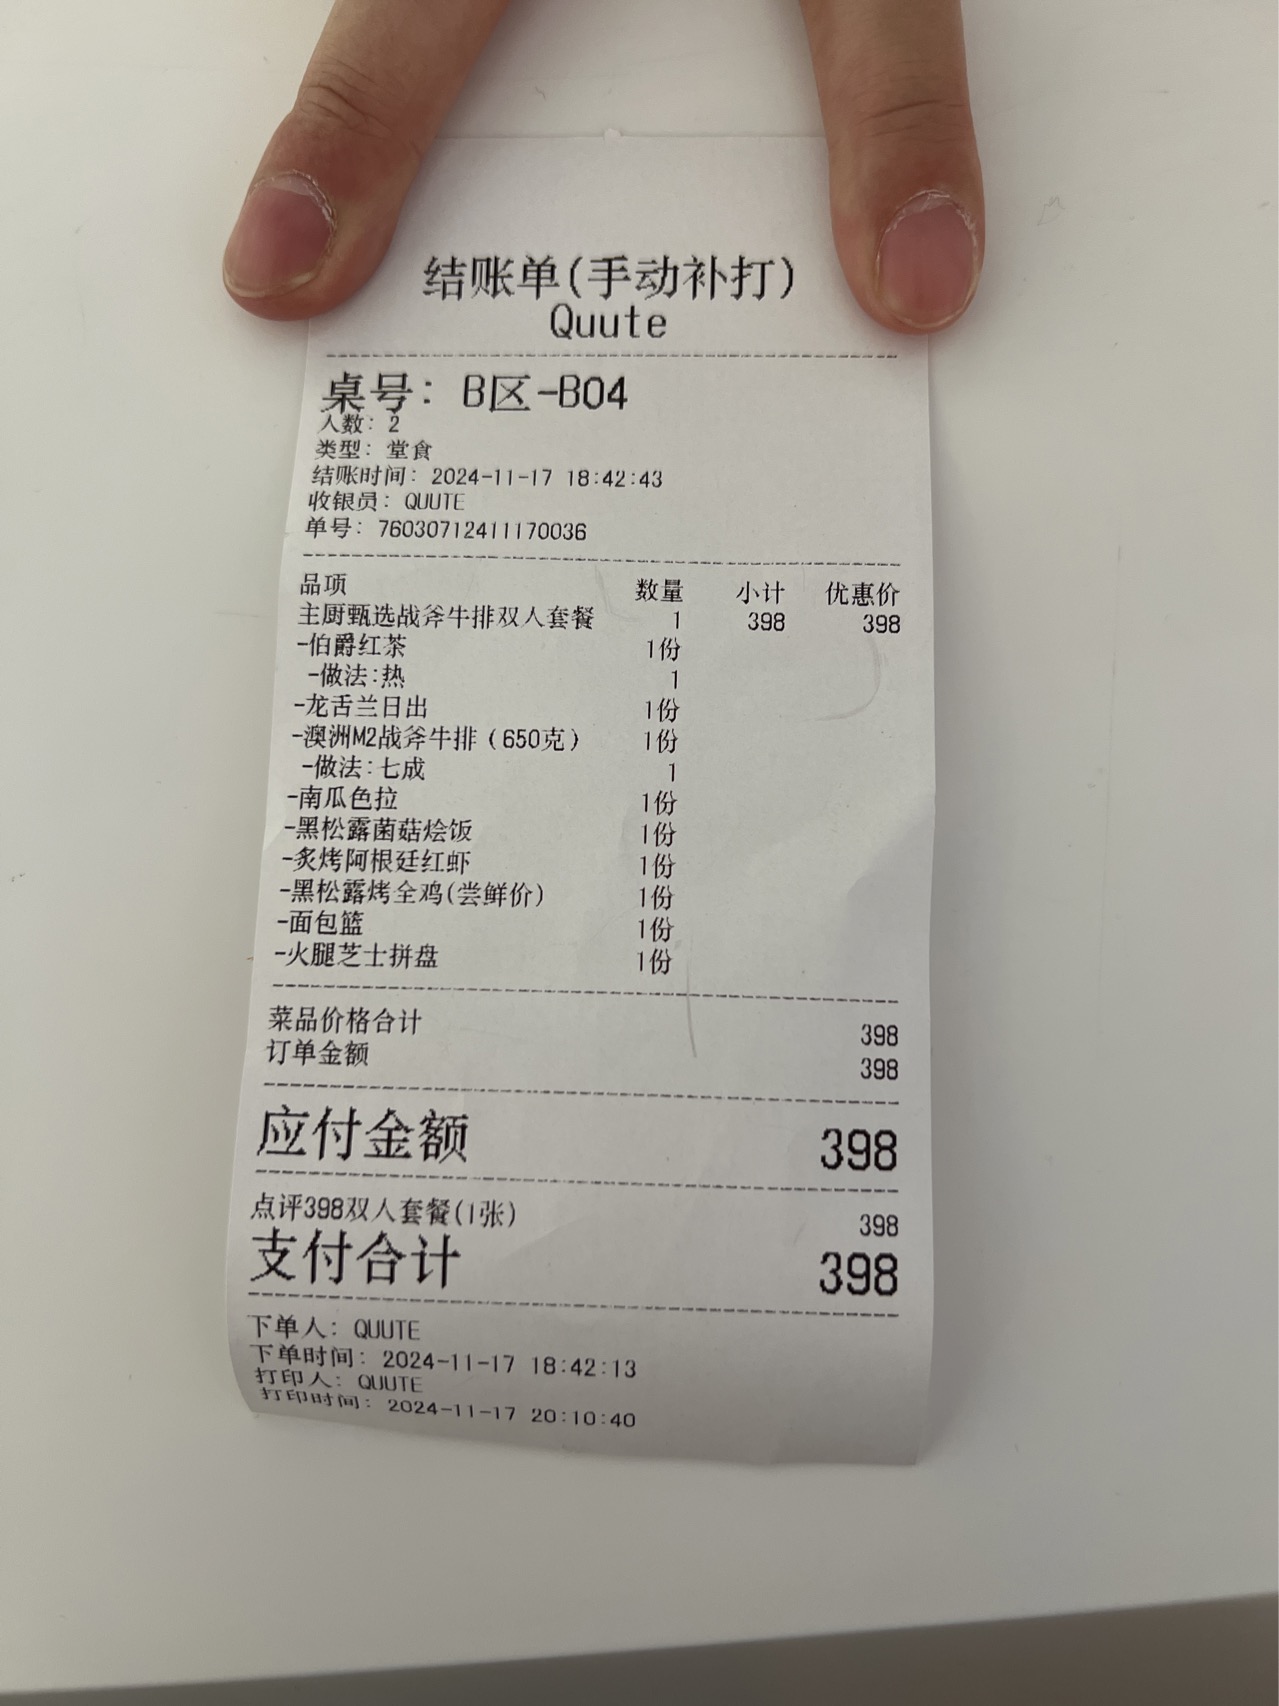 结账单(手动补打)
Quute
桌号: B区-B04
人数: 2
类型: 堂食
结账时间: 2024-11-17 18:42:43
收银员: QUUTE
单号: 76030712411170036
品项 数量 小计 优惠价
主厨甄选战斧牛排双人套餐 1 398 398
-伯爵红茶 1份
-做法:热 1
-龙舌兰日出 1份
-澳洲M2战斧牛排（650克） 1份
-做法:七成 1
-南瓜色拉 1份
-黑松露菌菇烩饭 1份
-炙烤阿根廷红虾 1份
-黑松露烤全鸡(尝鲜价) 1份
-面包篮 1份
-火腿芝士拼盘 1份
菜品价格合计 398
订单金额 398
应付金额 398
点评398双人套餐(1张) 398
支付合计 398
下单人: QUUTE
下单时间: 2024-11-17 18:42:13
打印人: QUUTE
打印时间: 2024-11-17 20:10:40